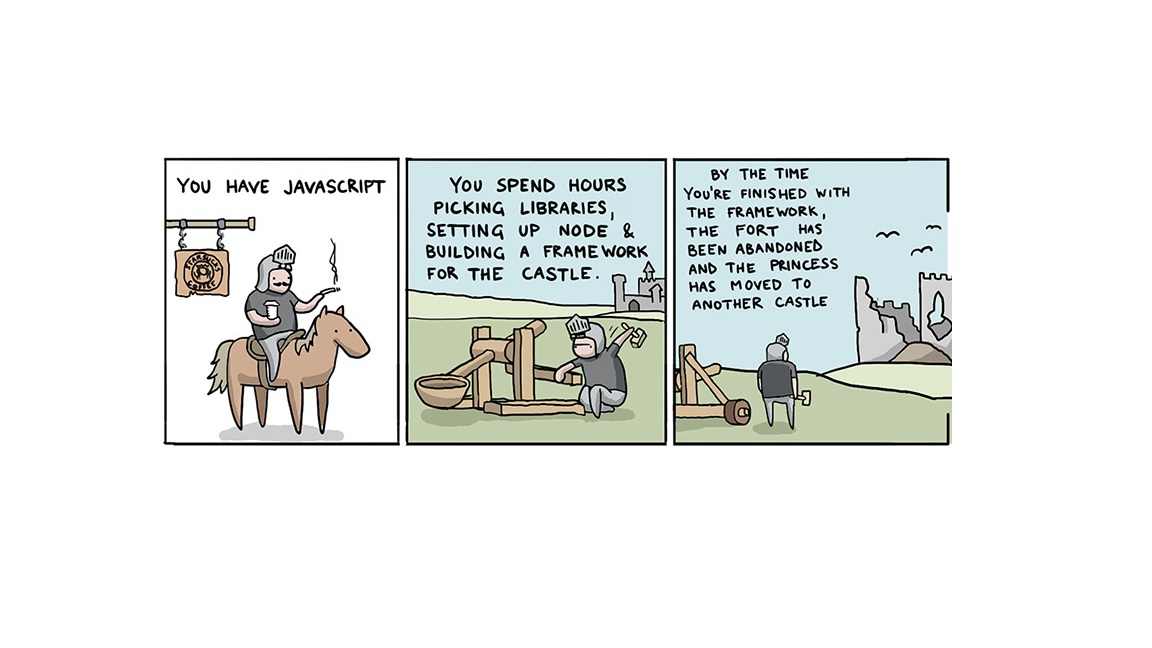 YOU HAVE JAVASCRIPT
STARBUCKS
COFFEE
YOU SPEND HOURS
PICKING LIBRARIES,
SETTING UP NODE &
BUILDING A FRAMEWORK
FOR THE CASTLE.
BY THE TIME
YOU'RE FINISHED WITH
THE FRAMEWORK,
THE FORT HAS
BEEN ABANDONED
AND THE PRINCESS
HAS MOVED TO
ANOTHER CASTLE